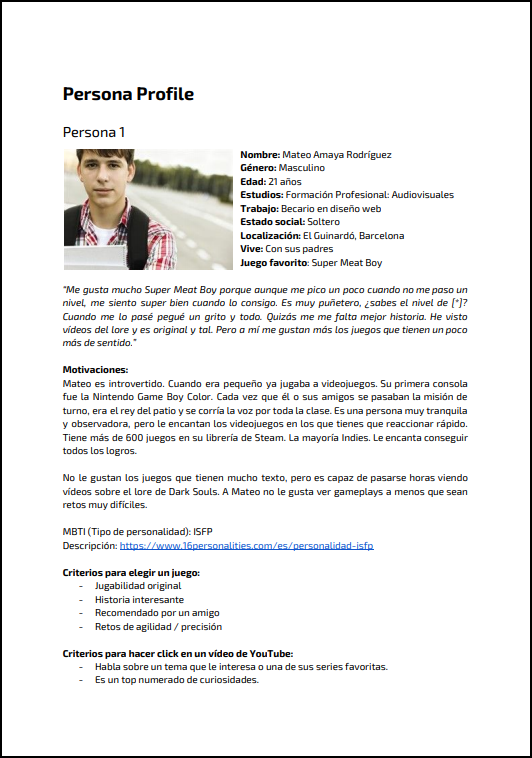 Persona Profile
Persona 1
Nombre: Mateo Amaya Rodríguez
Género: Masculino
Edad: 21 años
Estudios: Formación Profesional: Audiovisuales
Trabajo: Becario en diseño web
Estado social: Soltero
Localización: El Guinardó, Barcelona
Vive: Con sus padres
Juego favorito: Super Meat Boy
“Me gusta mucho Super Meat Boy porque aunque me pico un poco cuando no me paso un
nivel, me siento super bien cuando lo consigo. Es muy puñetero, ¿sabes el nivel de [*]?
Cuando me lo pasé pegué un grito y todo. Quizás me me falta mejor historia. He visto
vídeos del lore y es original y tal. Pero a mí me gustan más los juegos que tienen un poco
más de sentido.”
Motivaciones:
Mateo es introvertido. Cuando era pequeño ya jugaba a videojuegos. Su primera consola
fue la Nintendo Game Boy Color. Cada vez que él o sus amigos se pasaban la misión de
turno, era el rey del patio y se corría la voz por toda la clase. Es una persona muy tranquila
y observadora, pero le encantan los videojuegos en los que tienes que reaccionar rápido.
Tiene más de 600 juegos en su librería de Steam. La mayoría Indies. Le encanta conseguir
todos los logros.
No le gustan los juegos que tienen mucho texto, pero es capaz de pasarse horas viendo
vídeos sobre el lore de Dark Souls. A Mateo no le gusta ver gameplays a menos que sean
retos muy difíciles.
MBTI (Tipo de personalidad): ISFP
Descripción: https://www.16personalities.com/es/personalidad-isfp
Criterios para elegir un juego:
- Jugabilidad original
- Historia interesante
- Recomendado por un amigo
- Retos de agilidad / precisión
Criterios para hacer click en un vídeo de YouTube:
- Habla sobre un tema que le interesa o una de sus series favoritas.
- Es un top numerado de curiosidades.